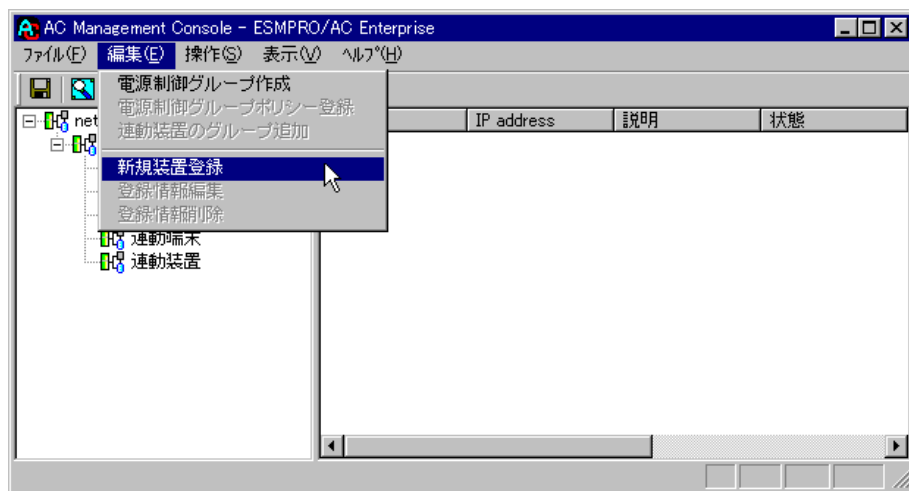 AC Management Console - ESMPRO/AC Enterprise
ファイル(F) 編集(E) 操作(S) 表示(V) ヘルプ(H)
電源制御グループ作成
電源制御グループポリシー登録
連動装置のグループ追加
新規装置登録
登録情報編集
登録情報削除
net
IP address 説明 状態
連動端末
連動装置